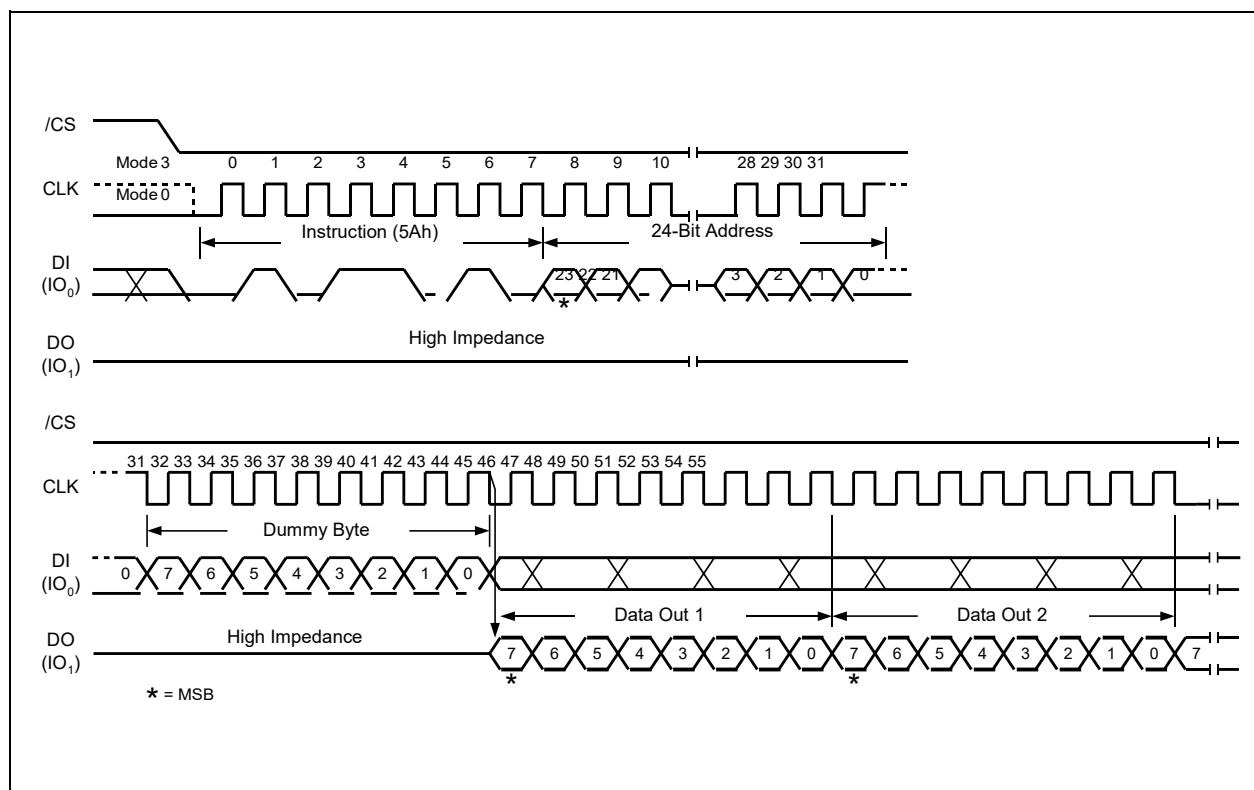 /CS
Mode 3 0 1 2 3 4 5 6 7 8 9 10 28 29 30 31
CLK
Mode 0
Instruction (5Ah) 24-Bit Address
DI
(IO0)
23 22 21 3 2 1 0
*
High Impedance
DO
(IO1)
/CS
31 32 33 34 35 36 37 38 39 40 41 42 43 44 45 46 47 48 49 50 51 52 53 54 55
CLK
Dummy Byte
DI
(IO0)
0 7 6 5 4 3 2 1 0
Data Out 1 Data Out 2
High Impedance
DO
(IO1)
7 6 5 4 3 2 1 0 7 6 5 4 3 2 1 0 7
* *
* = MSB